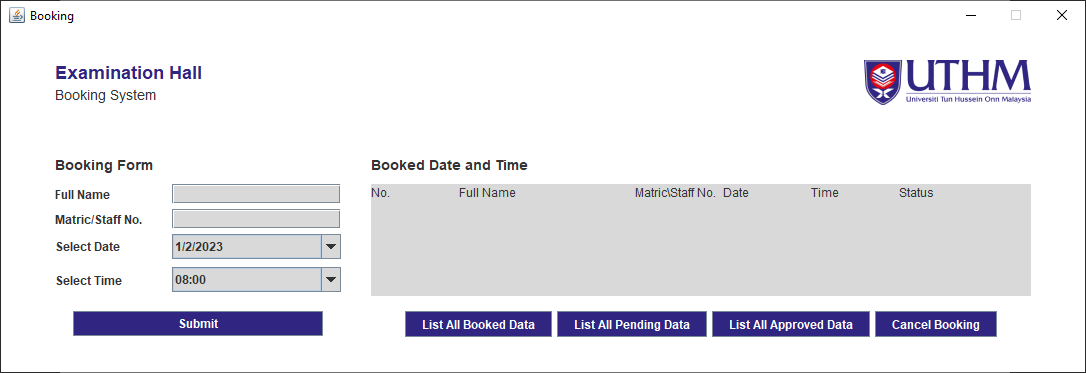 Booking
Examination Hall
Booking System
UTHM
Universiti Tun Hussein Onn Malaysia
Booking Form
Full Name
Matric/Staff No.
Select Date 1/2/2023
Select Time 08:00
Submit
Booked Date and Time
No. Full Name Matric\Staff No. Date Time Status
List All Booked Data List All Pending Data List All Approved Data Cancel Booking